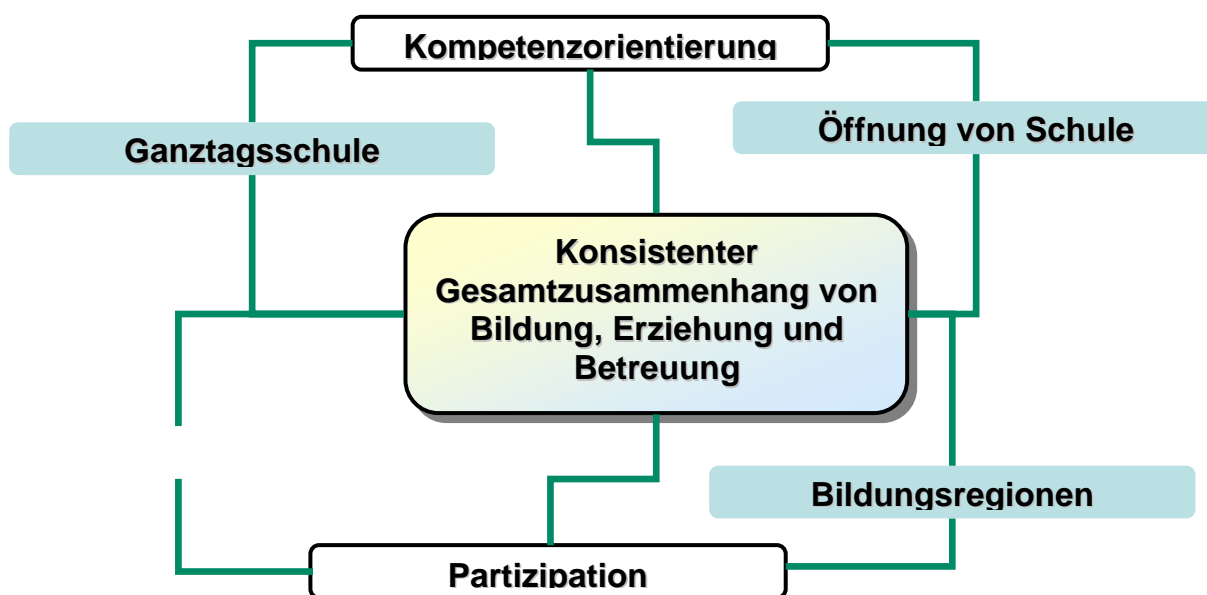 Kompetenzorientierung
Ganztagsschule
Öffnung von Schule
Konsistenter
Gesamtzusammenhang von
Bildung, Erziehung und
Betreuung
Bildungsregionen
Partizipation